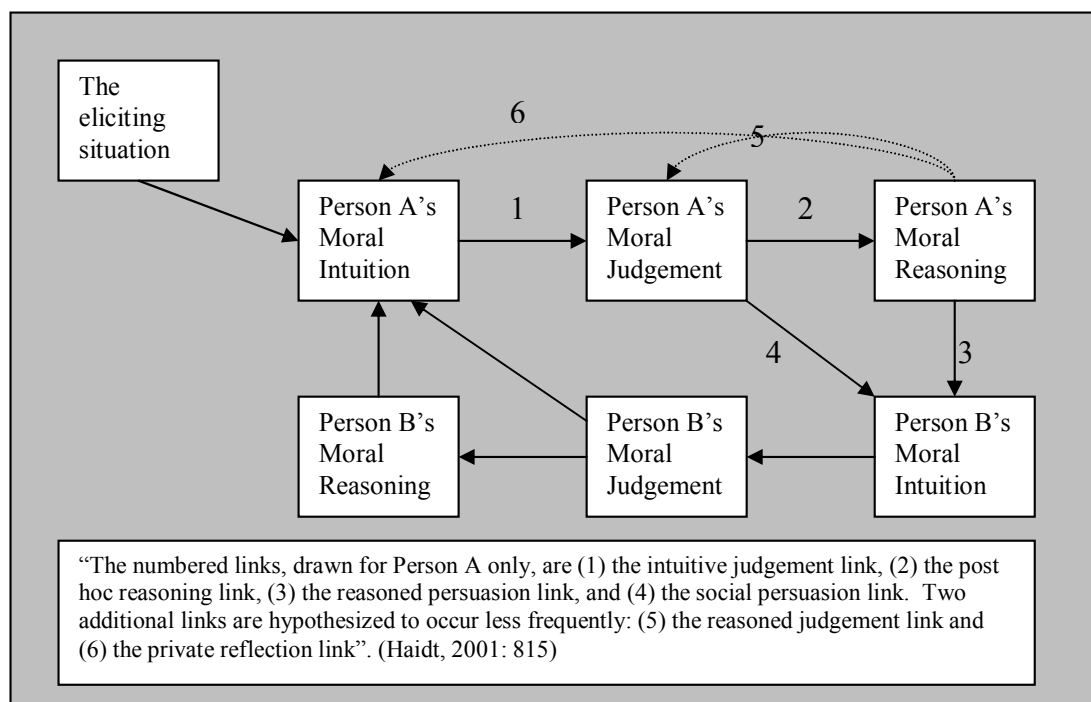 The
eliciting
situation
6
5
Person A’s
Moral
Intuition
1
Person A’s
Moral
Judgement
2
Person A’s
Moral
Reasoning
4
3
Person B’s
Moral
Reasoning
Person B’s
Moral
Judgement
Person B’s
Moral
Intuition
“The numbered links, drawn for Person A only, are (1) the intuitive judgement link, (2) the post
hoc reasoning link, (3) the reasoned persuasion link, and (4) the social persuasion link.  Two
additional links are hypothesized to occur less frequently: (5) the reasoned judgement link and
(6) the private reflection link”. (Haidt, 2001: 815)